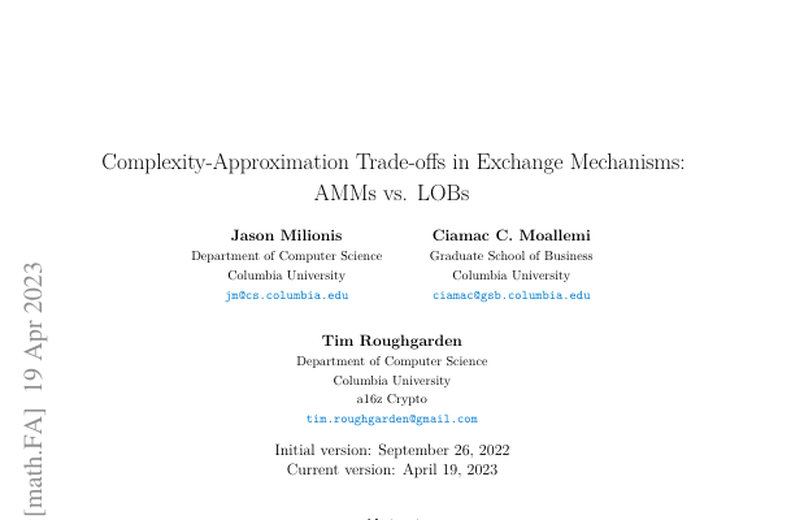 Complexity-Approximation Trade-offs in Exchange Mechanisms:
AMMs vs. LOBs
Jason Milionis
Department of Computer Science
Columbia University
jm@cs.columbia.edu
Ciamac C. Moallemi
Graduate School of Business
Columbia University
ciamac@gsb.columbia.edu
Tim Roughgarden
Department of Computer Science
Columbia University
a16z Crypto
tim.roughgarden@gmail.com
Initial version: September 26, 2022
Current version: April 19, 2023
[math.FA] 19 Apr 2023